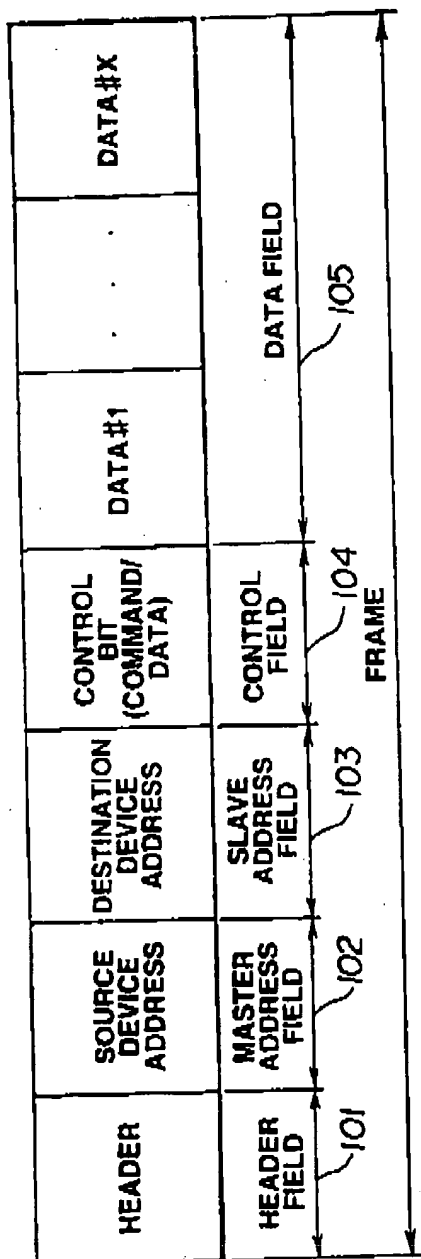 HEADER
SOURCE
DEVICE
ADDRESS
DESTINATION
DEVICE
ADDRESS
CONTROL
BIT
(COMMAND/
DATA)
DATA#1
. . .
DATA#X
HEADER
FIELD
MASTER
ADDRESS
FIELD
SLAVE
ADDRESS
FIELD
CONTROL
FIELD
DATA FIELD
101
102
103
104
105
FRAME